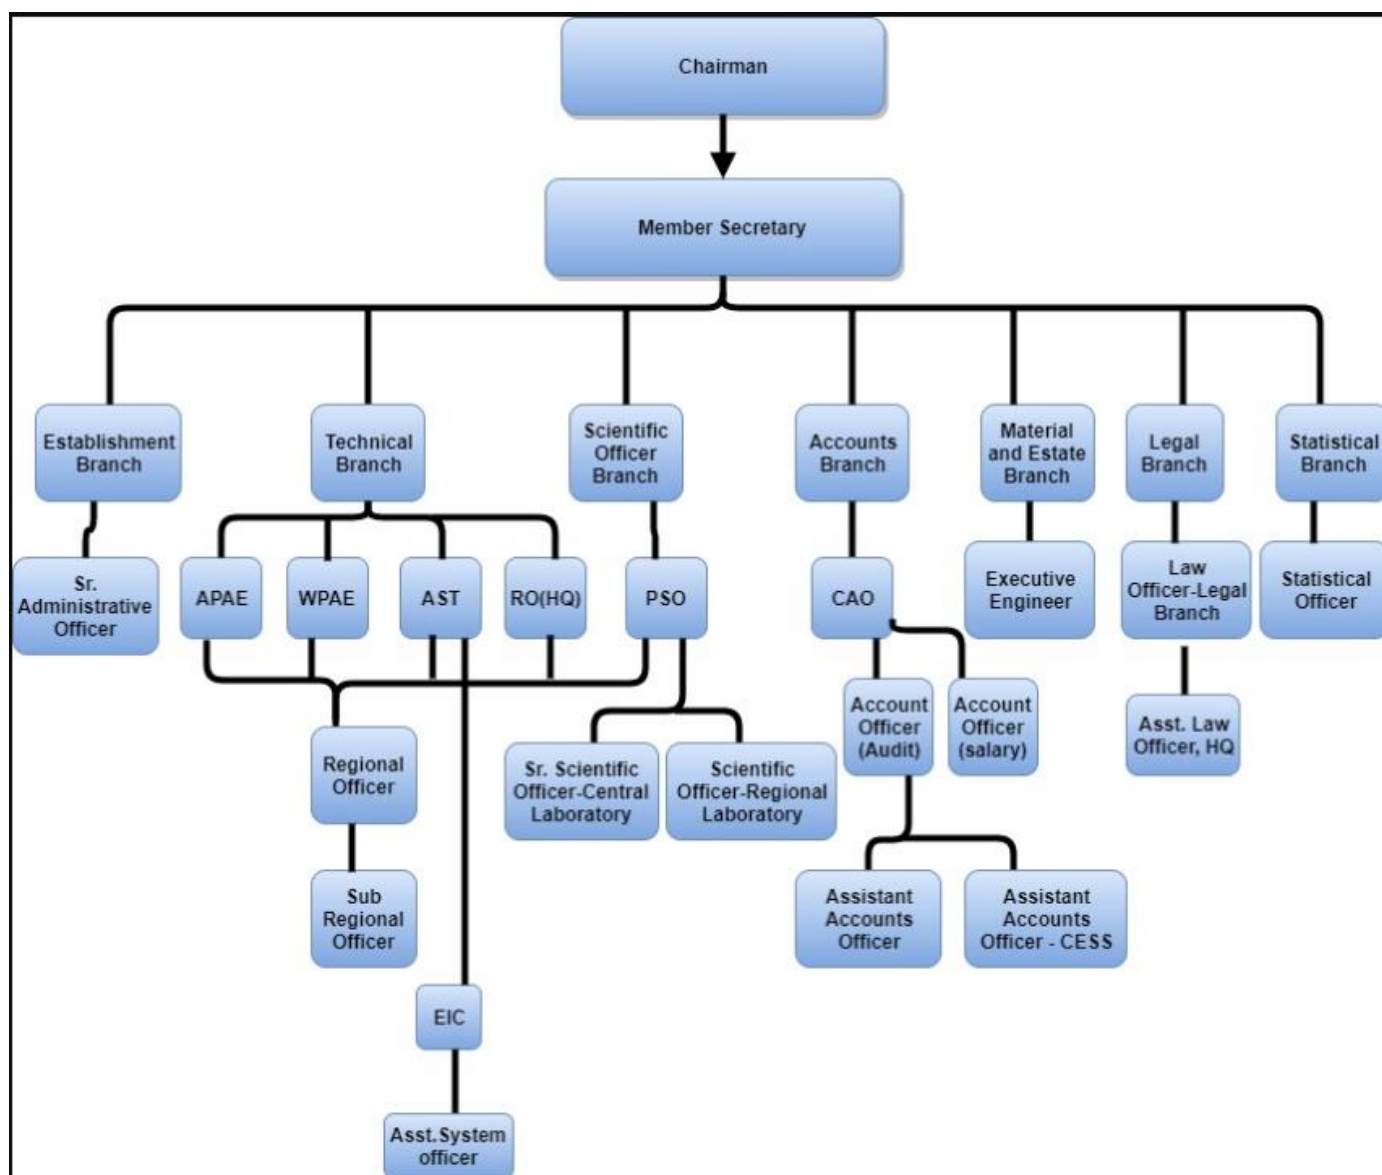 Chairman
Member Secretary
Establishment
Branch
Technical
Branch
Scientific
Officer
Branch
Accounts
Branch
Material
and Estate
Branch
Legal
Branch
Statistical
Branch
Sr.
Administrative
Officer
APAE
WPAE
AST
RO(HQ)
PSO
CAO
Executive
Engineer
Law
Officer-Legal
Branch
Statistical
Officer
Regional
Officer
Sr. Scientific
Officer-Central
Laboratory
Scientific
Officer-Regional
Laboratory
Account
Officer
(Audit)
Account
Officer
(salary)
Asst. Law
Officer, HQ
Sub
Regional
Officer
Assistant
Accounts
Officer
Assistant
Accounts
Officer - CESS
EIC
Asst.System
officer